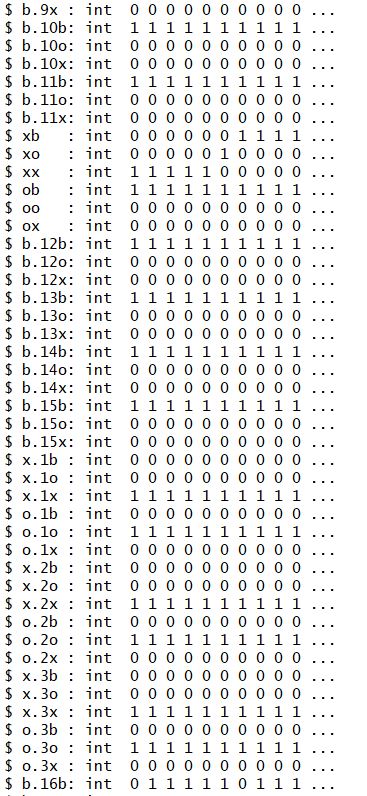 $ b.9x : int  0 0 0 0 0 0 0 0 0 0 ...
$ b.10b: int  1 1 1 1 1 1 1 1 1 1 ...
$ b.10o: int  0 0 0 0 0 0 0 0 0 0 ...
$ b.10x: int  0 0 0 0 0 0 0 0 0 0 ...
$ b.11b: int  1 1 1 1 1 1 1 1 1 1 ...
$ b.11o: int  0 0 0 0 0 0 0 0 0 0 ...
$ b.11x: int  0 0 0 0 0 0 0 0 0 0 ...
$ xb   : int  0 0 0 0 0 0 1 1 1 1 ...
$ xo   : int  0 0 0 0 0 1 0 0 0 0 ...
$ xx   : int  1 1 1 1 1 0 0 0 0 0 ...
$ ob   : int  1 1 1 1 1 1 1 1 1 1 ...
$ oo   : int  0 0 0 0 0 0 0 0 0 0 ...
$ ox   : int  0 0 0 0 0 0 0 0 0 0 ...
$ b.12b: int  1 1 1 1 1 1 1 1 1 1 ...
$ b.12o: int  0 0 0 0 0 0 0 0 0 0 ...
$ b.12x: int  0 0 0 0 0 0 0 0 0 0 ...
$ b.13b: int  1 1 1 1 1 1 1 1 1 1 ...
$ b.13o: int  0 0 0 0 0 0 0 0 0 0 ...
$ b.13x: int  0 0 0 0 0 0 0 0 0 0 ...
$ b.14b: int  1 1 1 1 1 1 1 1 1 1 ...
$ b.14o: int  0 0 0 0 0 0 0 0 0 0 ...
$ b.14x: int  0 0 0 0 0 0 0 0 0 0 ...
$ b.15b: int  1 1 1 1 1 1 1 1 1 1 ...
$ b.15o: int  0 0 0 0 0 0 0 0 0 0 ...
$ b.15x: int  0 0 0 0 0 0 0 0 0 0 ...
$ x.1b : int  0 0 0 0 0 0 0 0 0 0 ...
$ x.1o : int  0 0 0 0 0 0 0 0 0 0 ...
$ x.1x : int  1 1 1 1 1 1 1 1 1 1 ...
$ o.1b : int  0 0 0 0 0 0 0 0 0 0 ...
$ o.1o : int  1 1 1 1 1 1 1 1 1 1 ...
$ o.1x : int  0 0 0 0 0 0 0 0 0 0 ...
$ x.2b : int  0 0 0 0 0 0 0 0 0 0 ...
$ x.2o : int  0 0 0 0 0 0 0 0 0 0 ...
$ x.2x : int  1 1 1 1 1 1 1 1 1 1 ...
$ o.2b : int  0 0 0 0 0 0 0 0 0 0 ...
$ o.2o : int  1 1 1 1 1 1 1 1 1 1 ...
$ o.2x : int  0 0 0 0 0 0 0 0 0 0 ...
$ x.3b : int  0 0 0 0 0 0 0 0 0 0 ...
$ x.3o : int  0 0 0 0 0 0 0 0 0 0 ...
$ x.3x : int  1 1 1 1 1 1 1 1 1 1 ...
$ o.3b : int  0 0 0 0 0 0 0 0 0 0 ...
$ o.3o : int  1 1 1 1 1 1 1 1 1 1 ...
$ o.3x : int  0 0 0 0 0 0 0 0 0 0 ...
$ b.16b: int  0 1 1 1 1 1 0 1 1 1 ...